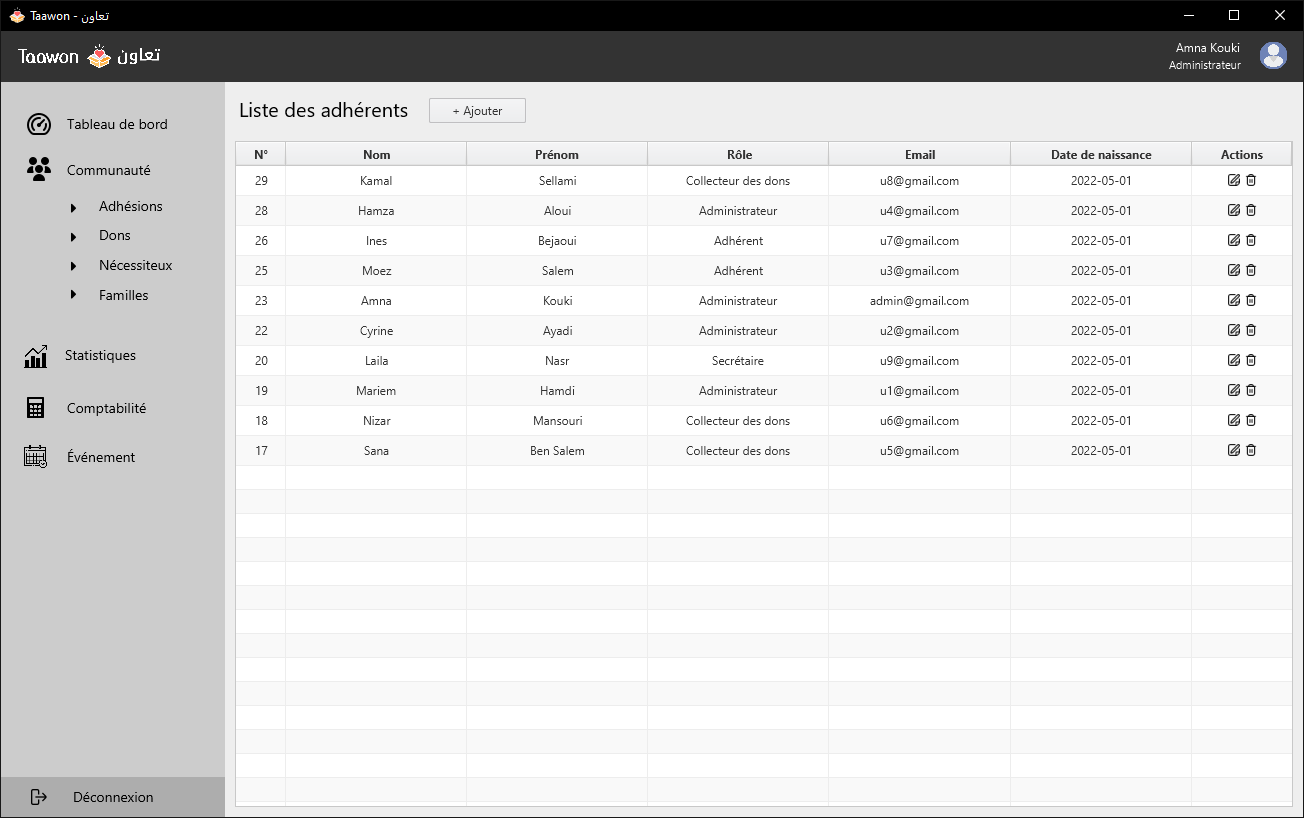 Taawon - تعاون
Taawon تعاون
Amna Kouki
Administrateur
Tableau de bord
Communauté
Adhésions
Dons
Nécessiteux
Familles
Statistiques
Comptabilité
Événement
Déconnexion
Liste des adhérents + Ajouter
N° Nom Prénom Rôle Email Date de naissance Actions
29 Kamal Sellami Collecteur des dons u8@gmail.com 2022-05-01
28 Hamza Aloui Administrateur u4@gmail.com 2022-05-01
26 Ines Bejaoui Adhérent u7@gmail.com 2022-05-01
25 Moez Salem Adhérent u3@gmail.com 2022-05-01
23 Amna Kouki Administrateur admin@gmail.com 2022-05-01
22 Cyrine Ayadi Administrateur u2@gmail.com 2022-05-01
20 Laila Nasr Secrétaire u9@gmail.com 2022-05-01
19 Mariem Hamdi Administrateur u1@gmail.com 2022-05-01
18 Nizar Mansouri Collecteur des dons u6@gmail.com 2022-05-01
17 Sana Ben Salem Collecteur des dons u5@gmail.com 2022-05-01